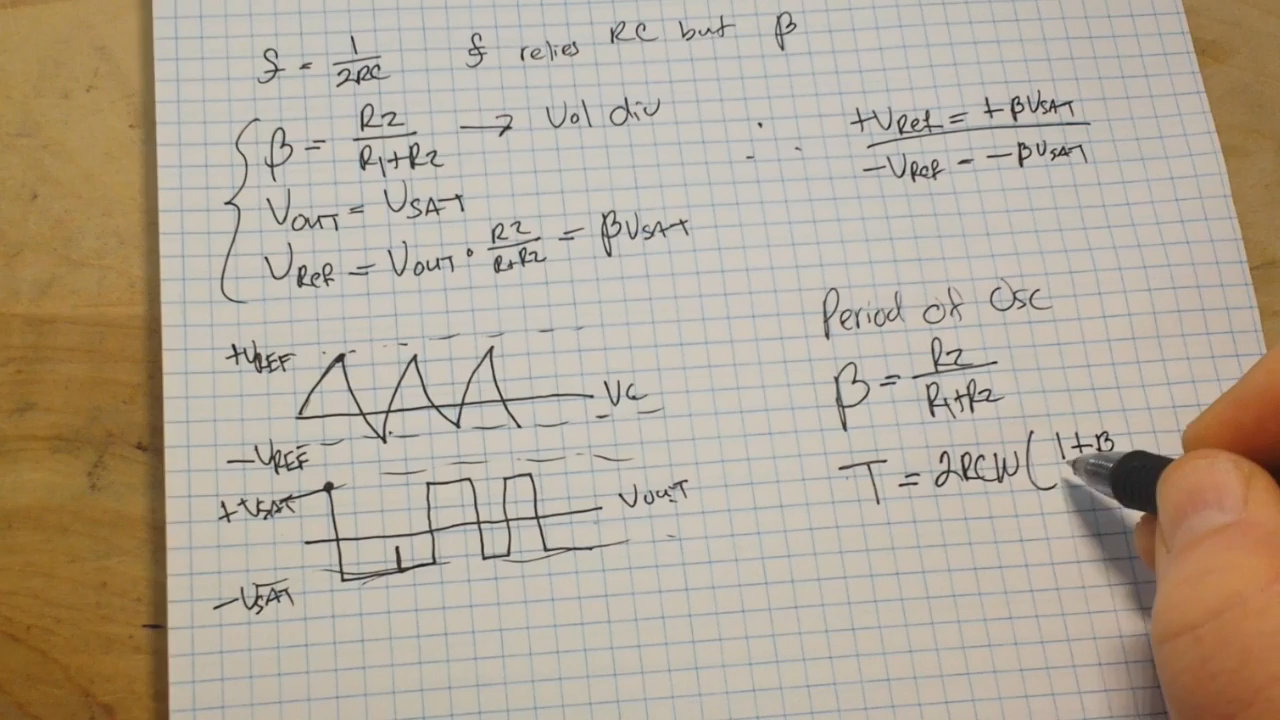 f = 1/2RC f relies RC but β
β = R2/R1+R2 → Vol div
VOUT = VSAT
VRef = VOUT · R2/R1+R2 = βVSAT
+VRef = +βVSAT
-VRef - -βVSAT
+VREF
VC
-VREF
+VSAT
VOUT
-VSAT
Period of Osc
β = R2/R1+R2
T = 2RCln(1+B